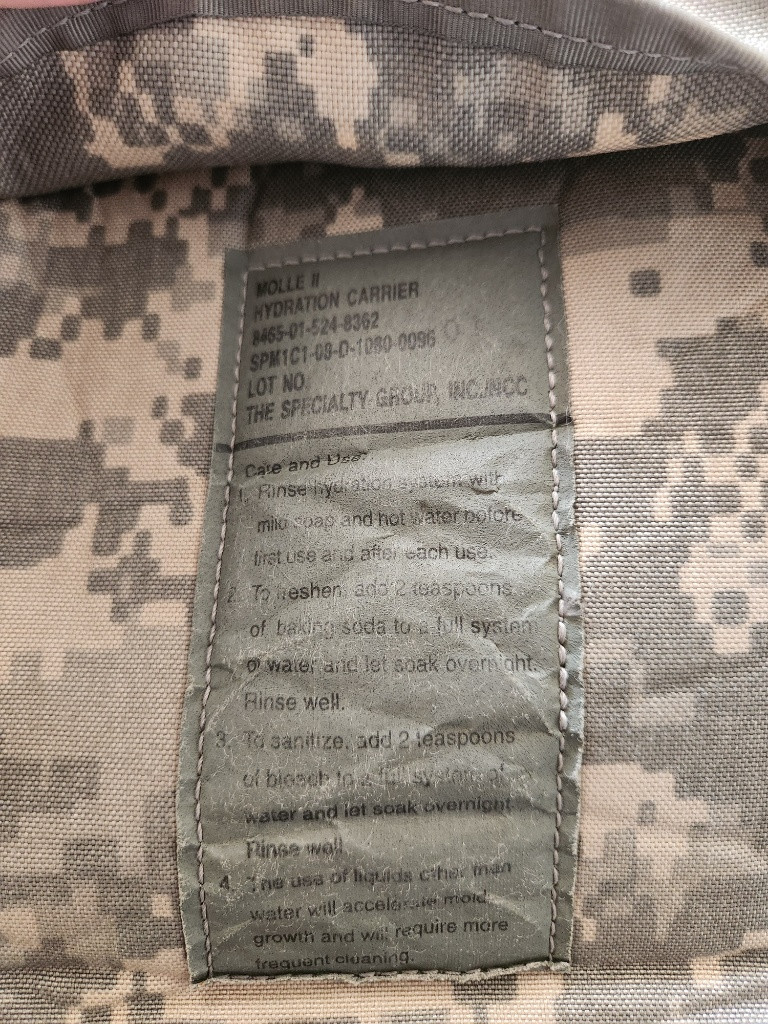 MOLLE II
HYDRATION CARRIER
8465-01-524-8362
SPM1C1-09-D-1080-0096
LOT NO.
THE SPECIALTY GROUP, INC./NCC
Care and Use:
1. Rinse hydration system with
mild soap and hot water before
first use and after each use.
2. To freshen, add 2 teaspoons
of baking soda to a full system
of water and let soak overnight.
Rinse well.
3. To sanitize, add 2 teaspoons
of bleach to a full system of
water and let soak overnight
Rinse well.
4. The use of liquids other than
water will accelerate mold
growth and will require more
frequent cleaning.